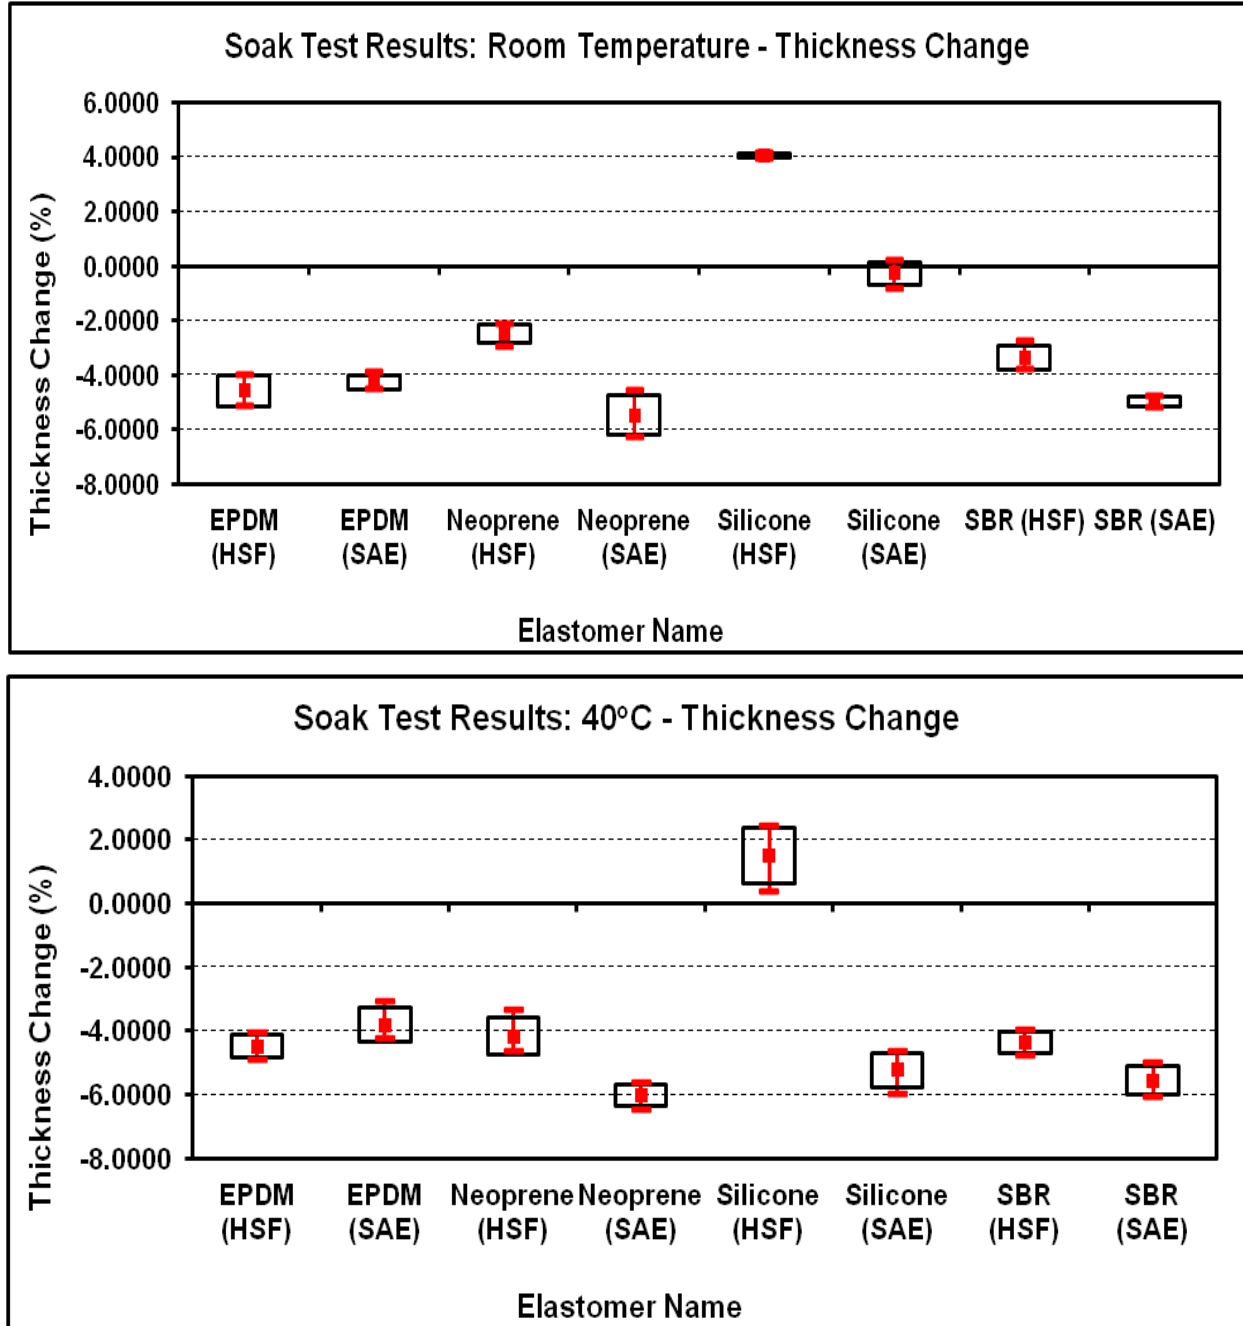 Soak Test Results: Room Temperature - Thickness Change
Thickness Change (%)
6.0000
4.0000
2.0000
0.0000
-2.0000
-4.0000
-6.0000
-8.0000
EPDM (HSF)
EPDM (SAE)
Neoprene (HSF)
Neoprene (SAE)
Silicone (HSF)
Silicone (SAE)
SBR (HSF)
SBR (SAE)
Elastomer Name
Soak Test Results: 40°C - Thickness Change
Thickness Change (%)
4.0000
2.0000
0.0000
-2.0000
-4.0000
-6.0000
-8.0000
EPDM (HSF)
EPDM (SAE)
Neoprene (HSF)
Neoprene (SAE)
Silicone (HSF)
Silicone (SAE)
SBR (HSF)
SBR (SAE)
Elastomer Name